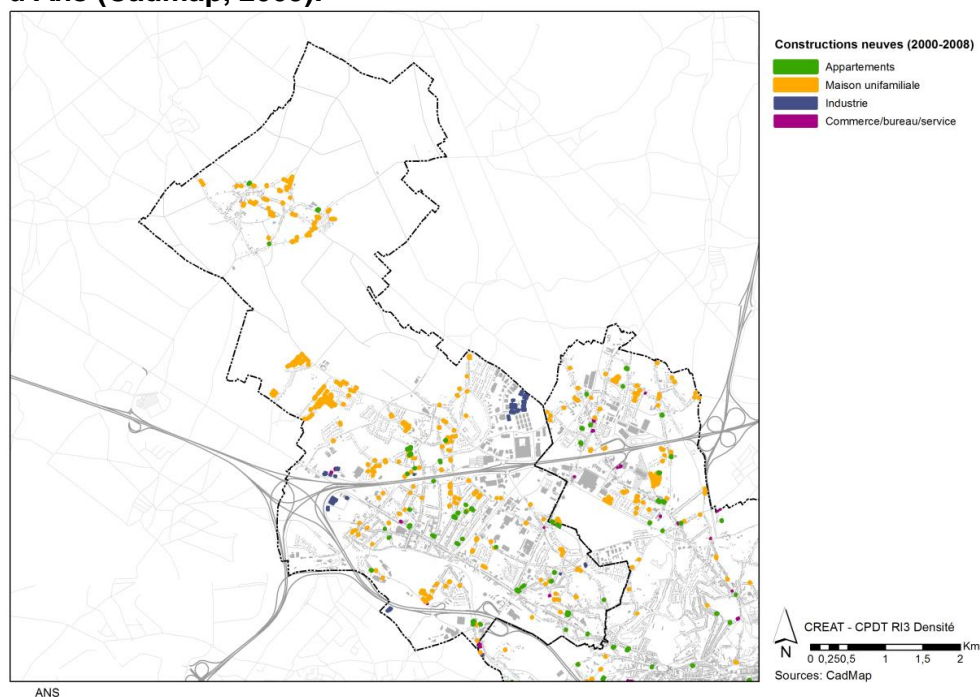 Constructions neuves (2000-2008)
Appartements
Maison unifamiliale
Industrie
Commerce/bureau/service
CREAT - CPDT RI3 Densité
N
Km
0 0,250,5 1 1,5 2
Sources: CadMap
ANS